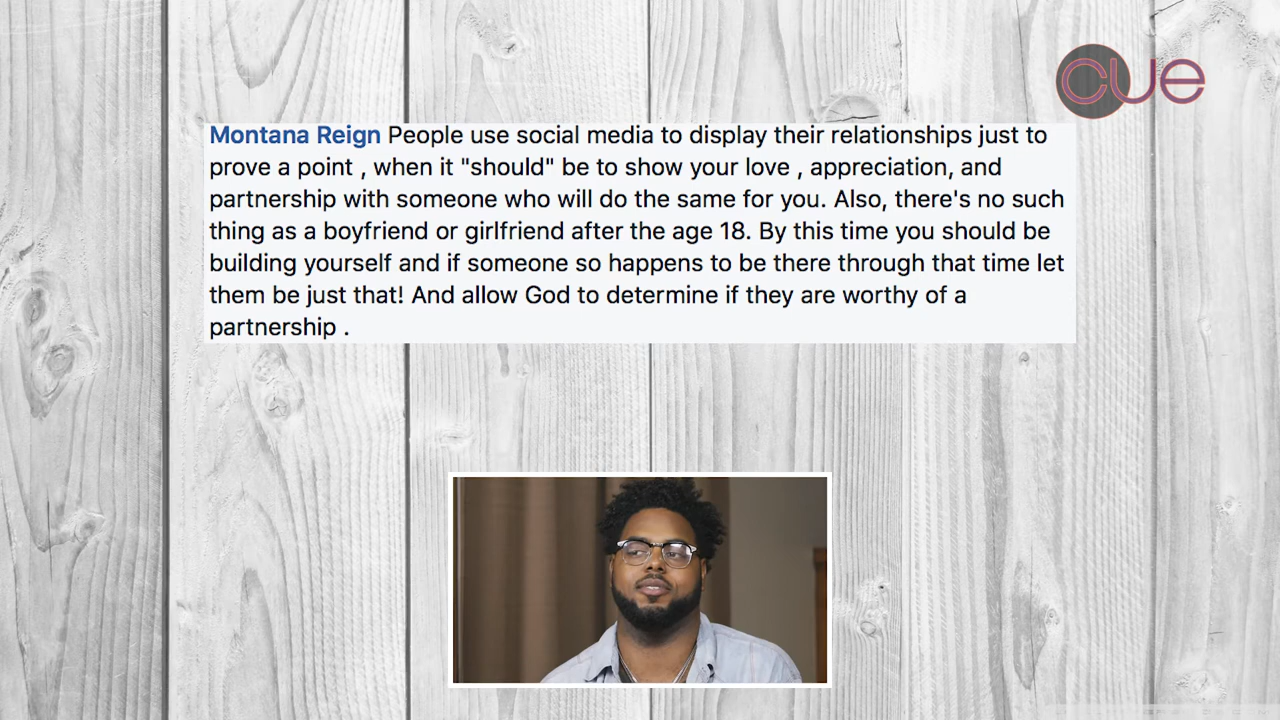 cue
Montana Reign People use social media to display their relationships just to
prove a point , when it "should" be to show your love , appreciation, and
partnership with someone who will do the same for you. Also, there's no such
thing as a boyfriend or girlfriend after the age 18. By this time you should be
building yourself and if someone so happens to be there through that time let
them be just that! And allow God to determine if they are worthy of a
partnership .